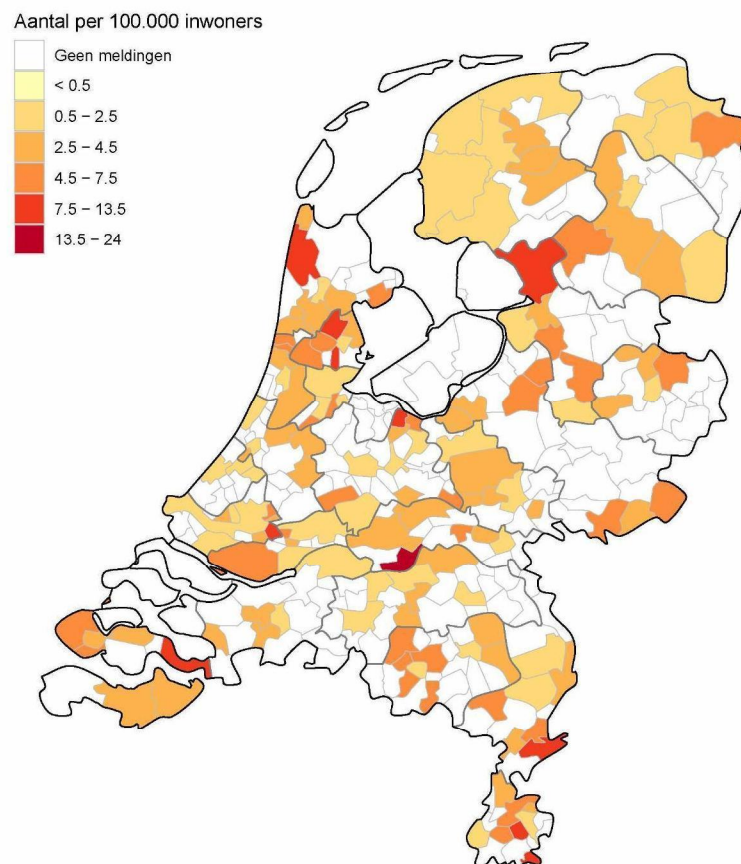 Aantal per 100.000 inwoners
Geen meldingen
< 0.5
0.5 – 2.5
2.5 – 4.5
4.5 – 7.5
7.5 – 13.5
13.5 – 24